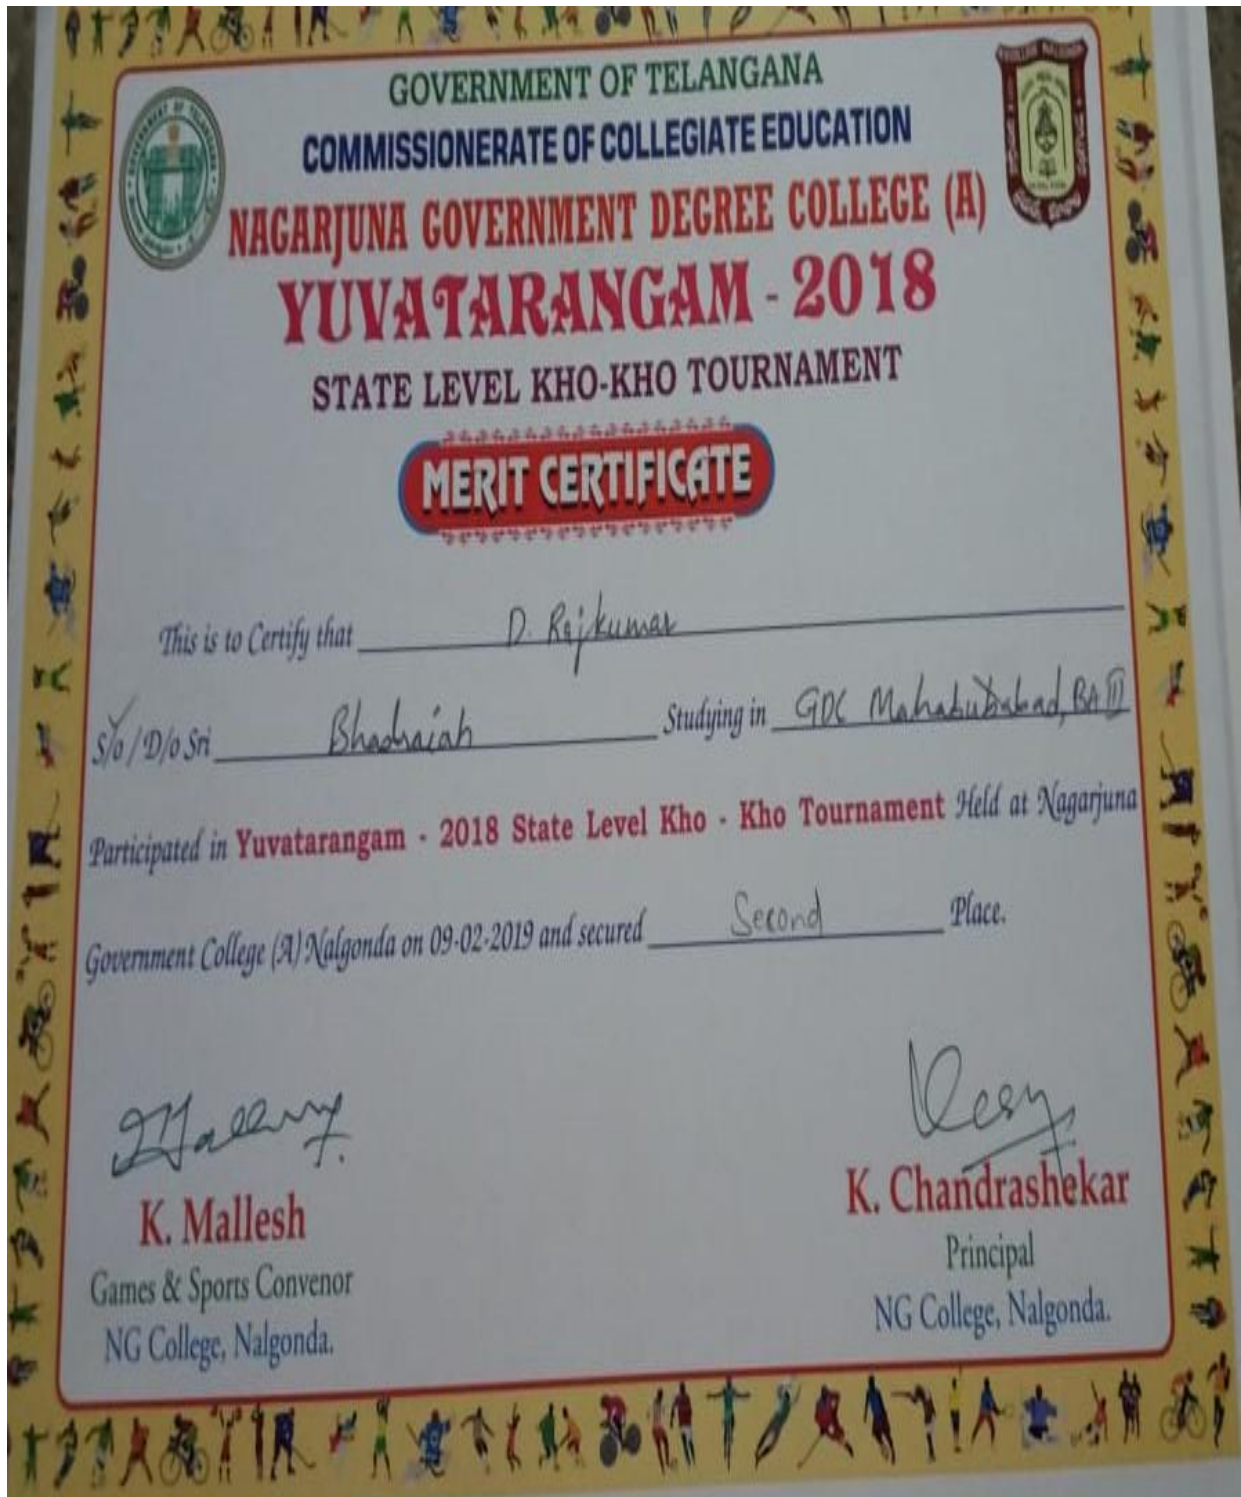 GOVERNMENT OF TELANGANA
COMMISSIONERATE OF COLLEGIATE EDUCATION
NAGARJUNA GOVERNMENT DEGREE COLLEGE (A)
YUVATARANGAM - 2018
STATE LEVEL KHO-KHO TOURNAMENT
MERIT CERTIFICATE
This is to Certify that D. Rajkumar
S/o / D/o Sri Bhadraiah Studying in GDC Mahabubabad, BA III
Participated in Yuvatarangam - 2018 State Level Kho - Kho Tournament Held at Nagarjuna
Government College (A) Nalgonda on 09-02-2019 and secured Second Place.
K. Mallesh
Games & Sports Convenor
NG College, Nalgonda.
K. Chandrashekar
Principal
NG College, Nalgonda.